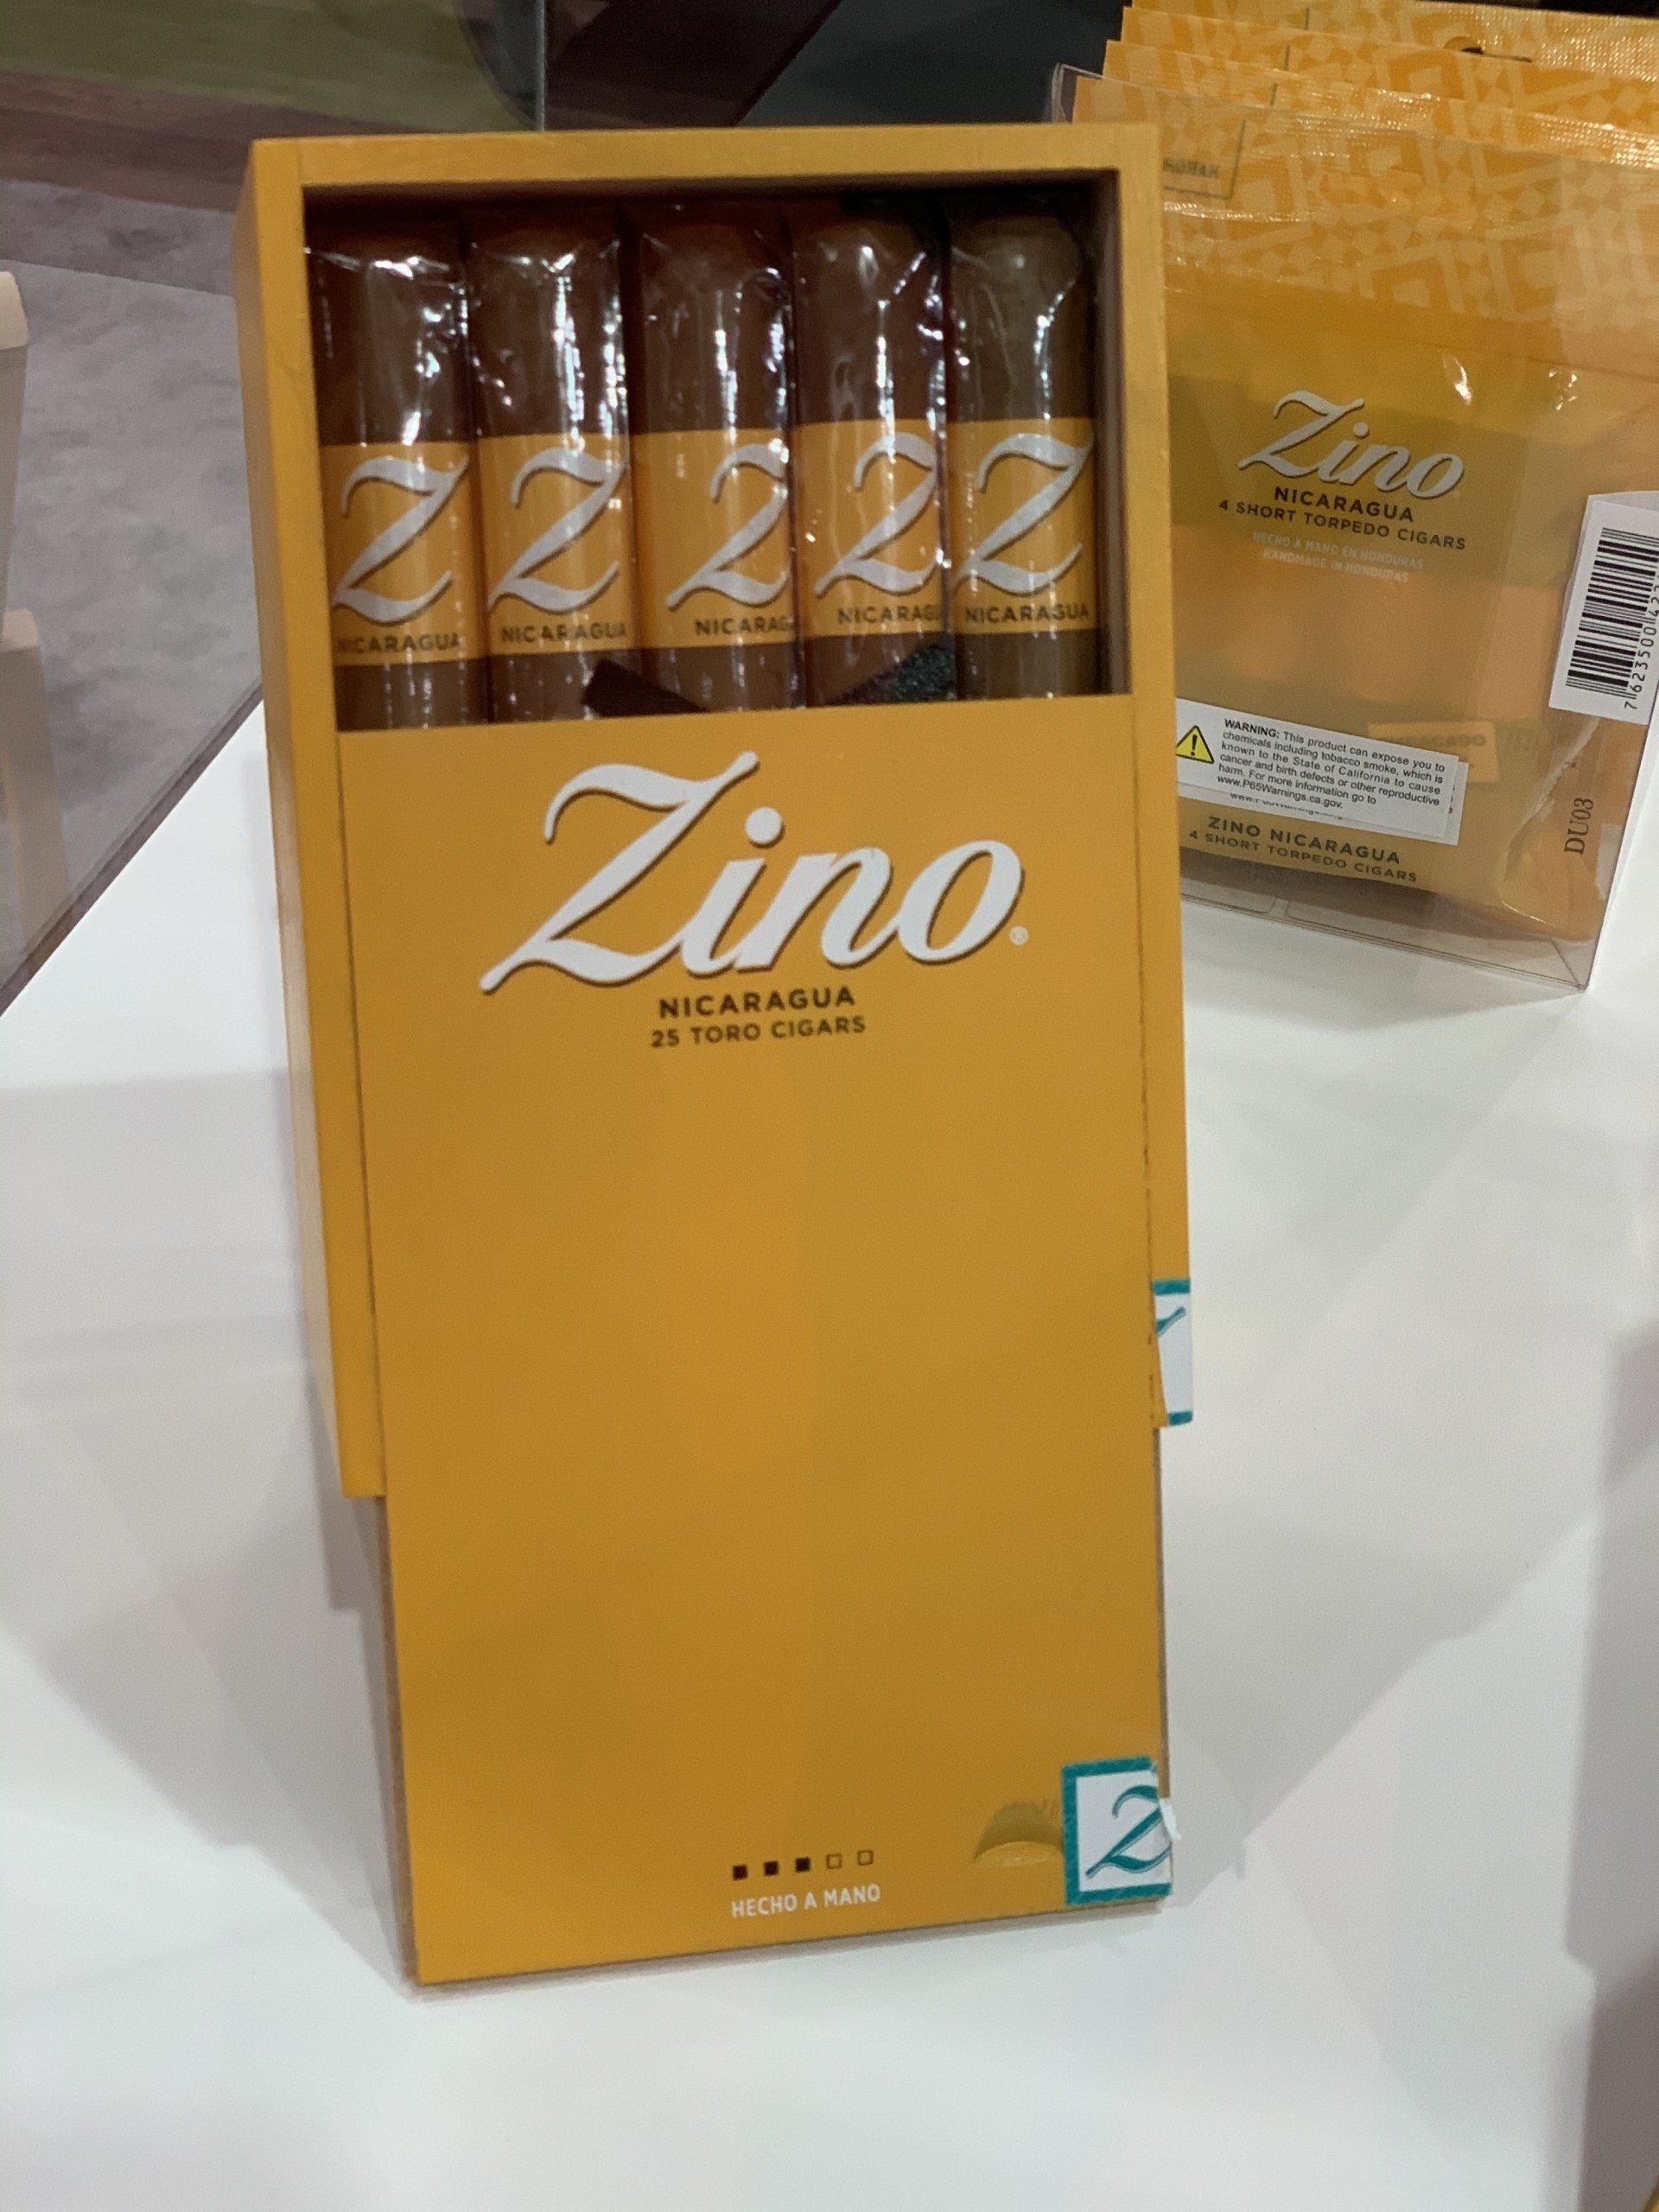 Z
NICARAGUA
Z
NICARAGUA
Z
NICARAG
Z
NICARAGU
Z
NICARAGUA
Zino®
NICARAGUA
25 TORO CIGARS
HECHO A MANO
Z
Zino
NICARAGUA
4 SHORT TORPEDO CIGARS
HECHO A MANO EN HONDURAS
HANDMADE IN HONDURAS
WARNING: This product can expose you to
chemicals including tobacco smoke, which is
known to the State of California to cause
cancer and birth defects or other reproductive
harm. For more information go to
www.P65Warnings.ca.gov.
ZINO NICARAGUA
4 SHORT TORPEDO CIGARS
DU03